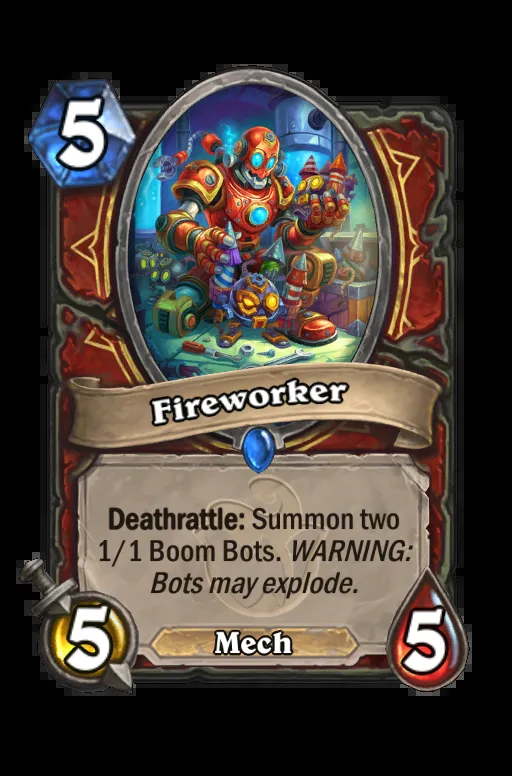 5
Fireworker
Deathrattle: Summon two
1/1 Boom Bots. WARNING:
Bots may explode.
5
Mech
5